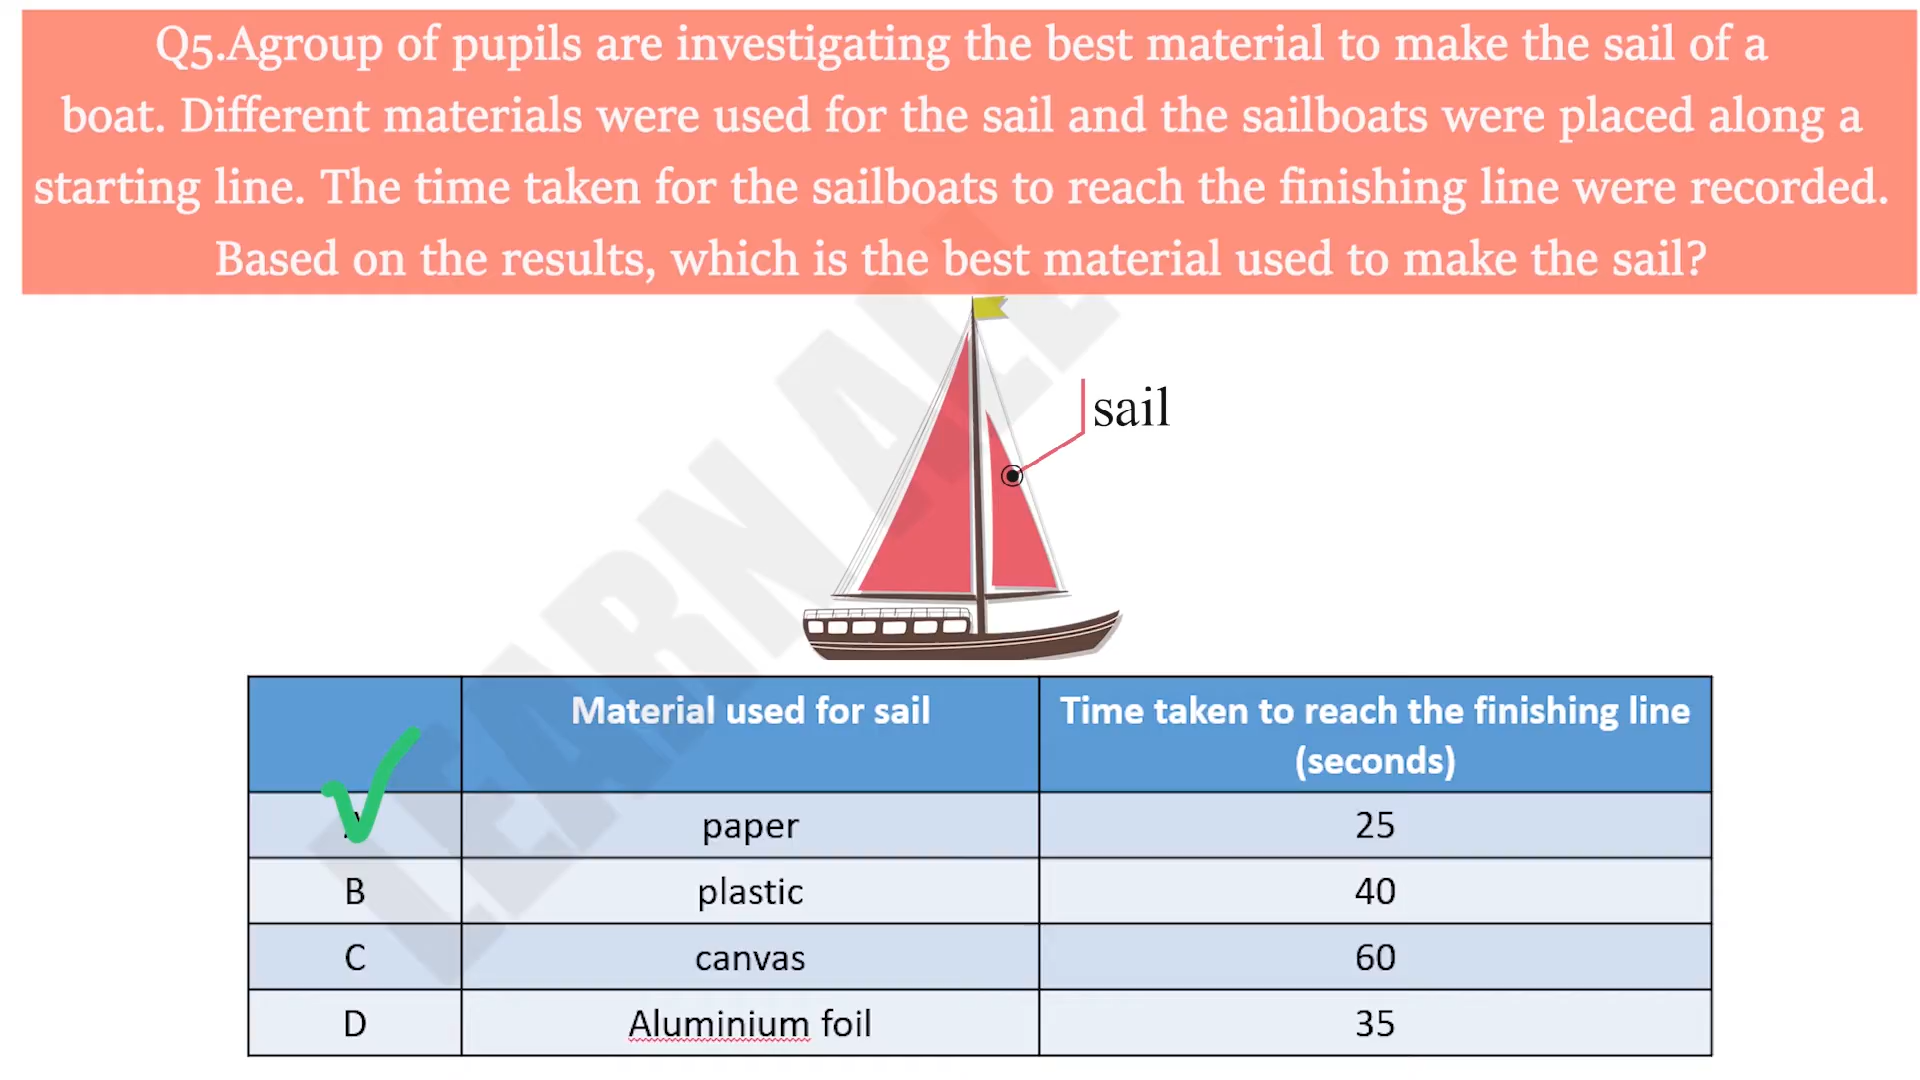 Q5.Agroup of pupils are investigating the best material to make the sail of a
boat. Different materials were used for the sail and the sailboats were placed along a
starting line. The time taken for the sailboats to reach the finishing line were recorded.
Based on the results, which is the best material used to make the sail?
sail
Material used for sail Time taken to reach the finishing line
(seconds)
A paper 25
B plastic 40
C canvas 60
D Aluminium foil 35
LEARN ALL